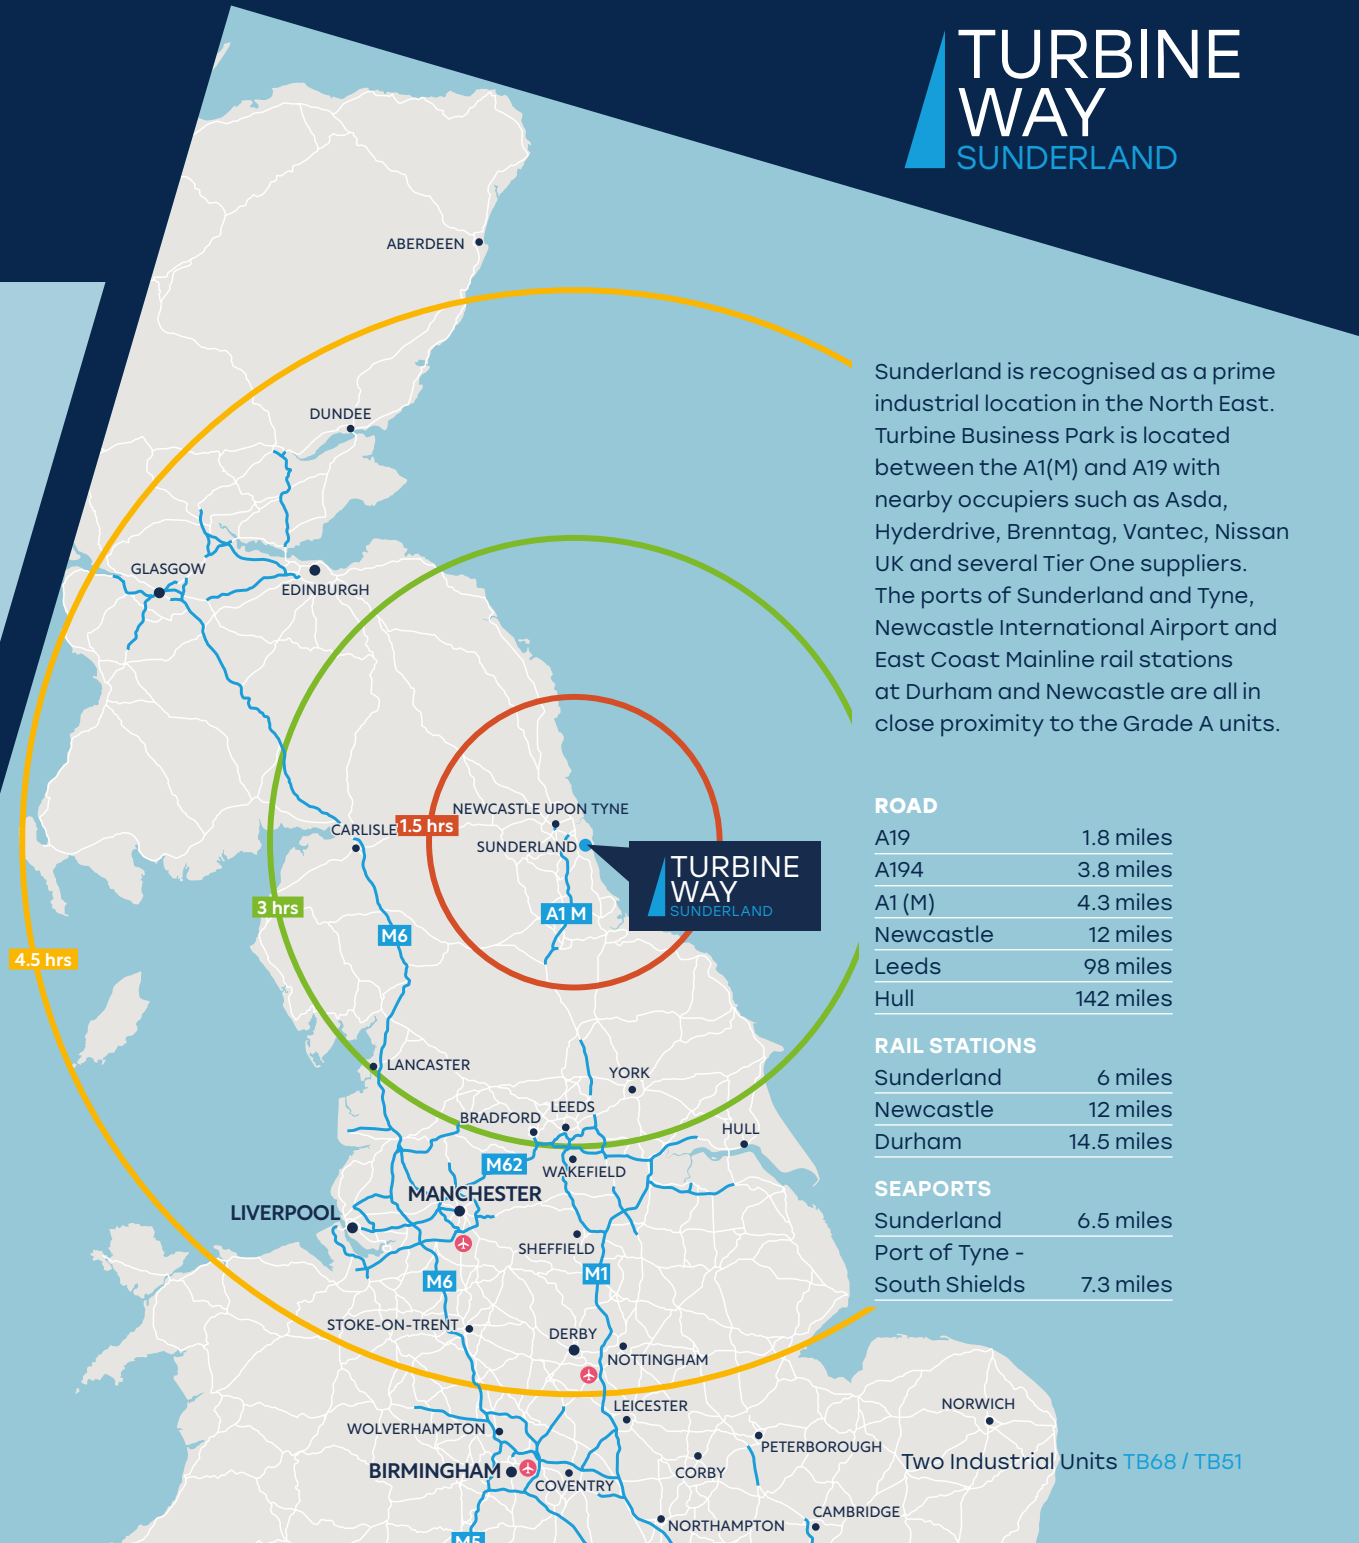 TURBINE
WAY
SUNDERLAND
ABERDEEN
DUNDEE
GLASGOW
EDINBURGH
NEWCASTLE UPON TYNE
CARLISLE
1.5 hrs
SUNDERLAND
TURBINE
WAY
SUNDERLAND
3 hrs
A1 M
M6
4.5 hrs
LANCASTER
YORK
LEEDS
BRADFORD
HULL
M62
WAKEFIELD
MANCHESTER
LIVERPOOL
SHEFFIELD
M6
M1
STOKE-ON-TRENT
DERBY
NOTTINGHAM
LEICESTER
NORWICH
WOLVERHAMPTON
PETERBOROUGH
BIRMINGHAM
CORBY
COVENTRY
CAMBRIDGE
NORTHAMPTON
M5
Sunderland is recognised as a prime
industrial location in the North East.
Turbine Business Park is located
between the A1(M) and A19 with
nearby occupiers such as Asda,
Hyderdrive, Brenntag, Vantec, Nissan
UK and several Tier One suppliers.
The ports of Sunderland and Tyne,
Newcastle International Airport and
East Coast Mainline rail stations
at Durham and Newcastle are all in
close proximity to the Grade A units.
ROAD
A19 1.8 miles
A194 3.8 miles
A1 (M) 4.3 miles
Newcastle 12 miles
Leeds 98 miles
Hull 142 miles
RAIL STATIONS
Sunderland 6 miles
Newcastle 12 miles
Durham 14.5 miles
SEAPORTS
Sunderland 6.5 miles
Port of Tyne -
South Shields 7.3 miles
Two Industrial Units TB68 / TB51